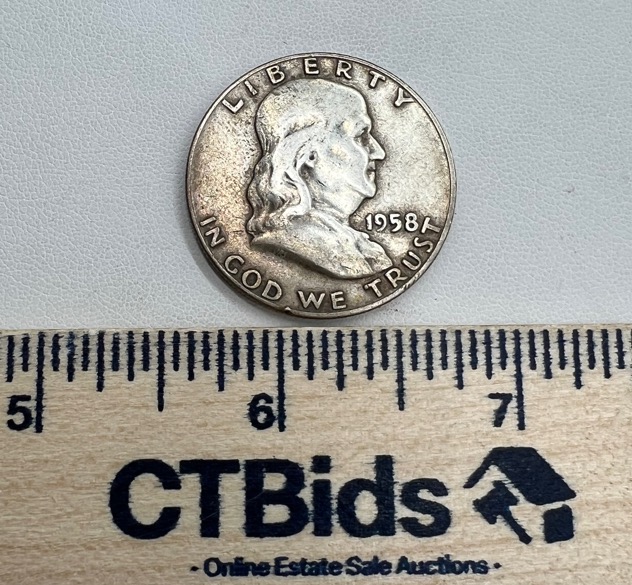 LIBERTY
1958
IN GOD WE TRUST
5 6 7
CTBids
· Online Estate Sale Auctions ·